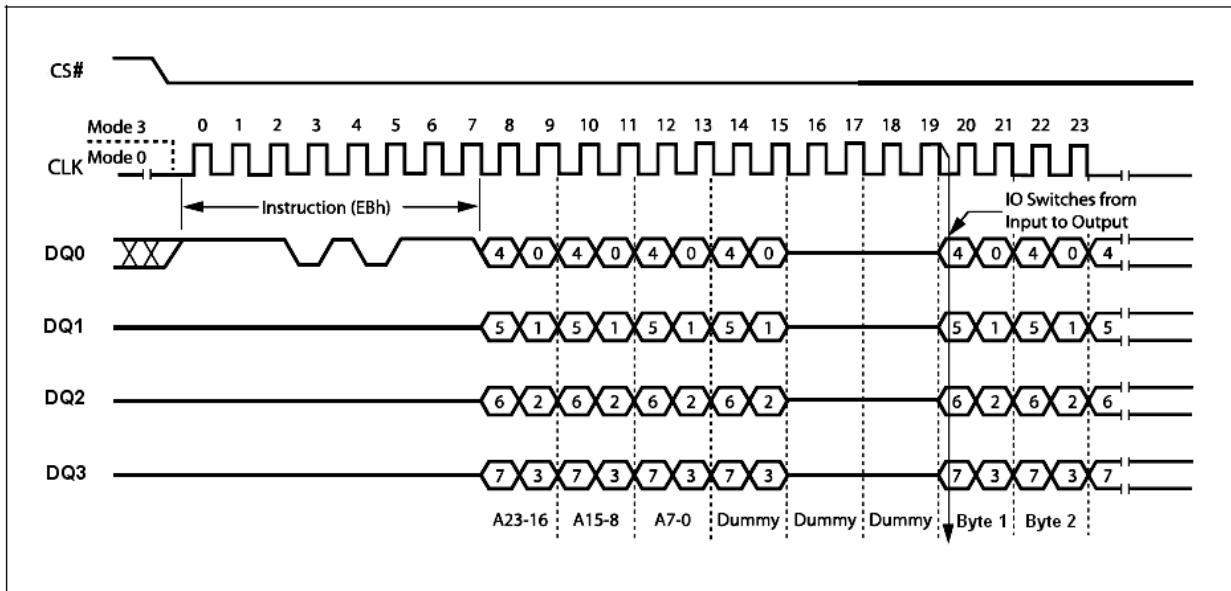 CS#
Mode 3
0 1 2 3 4 5 6 7 8 9 10 11 12 13 14 15 16 17 18 19 20 21 22 23
CLK
Mode 0
Instruction (EBh)
IO Switches from
Input to Output
DQ0
4 0 4 0 4 0 4 0 4 0 4 0 4
DQ1
5 1 5 1 5 1 5 1 5 1 5 1 5
DQ2
6 2 6 2 6 2 6 2 6 2 6 2 6
DQ3
7 3 7 3 7 3 7 3 7 3 7 3 7
A23-16 A15-8 A7-0 Dummy Dummy Dummy Byte 1 Byte 2